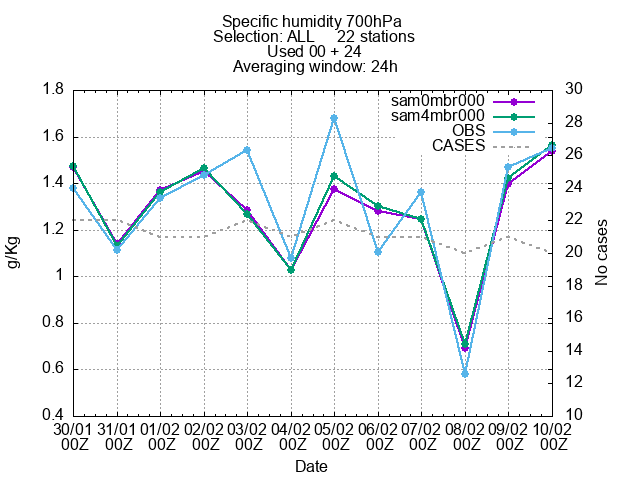 Specific humidity 700hPa
Selection: ALL 22 stations
Used 00 + 24
Averaging window: 24h
1.8
1.6
1.4
1.2
1
0.8
0.6
0.4
g/Kg
30
28
26
24
22
20
18
16
14
12
10
No cases
sam0mbr000
sam4mbr000
OBS
CASES
30/01 31/01 01/02 02/02 03/02 04/02 05/02 06/02 07/02 08/02 09/02 10/02
00Z 00Z 00Z 00Z 00Z 00Z 00Z 00Z 00Z 00Z 00Z 00Z
Date